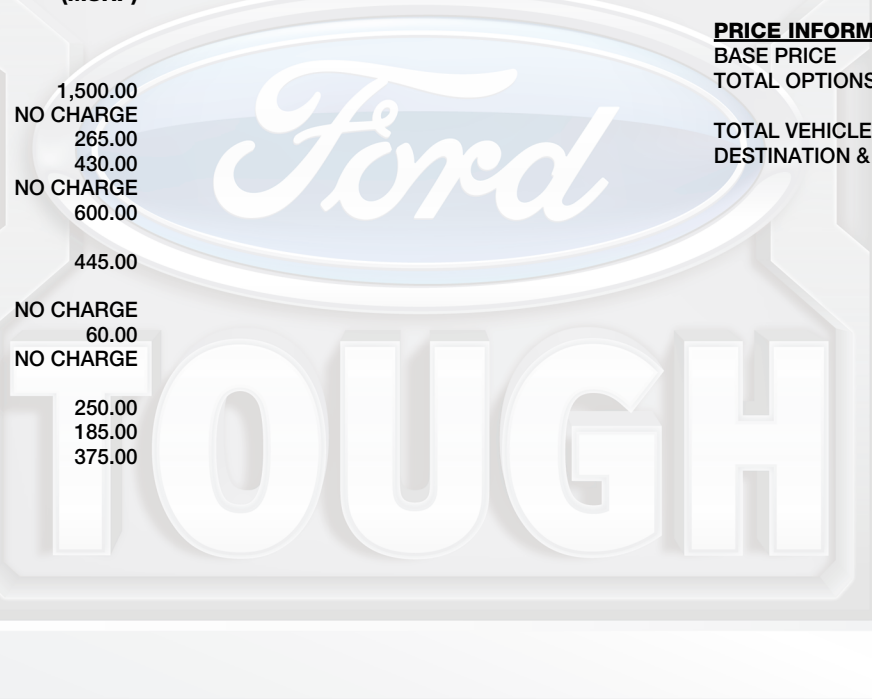 PRICE INFORM
BASE PRICE
TOTAL OPTIONS
TOTAL VEHICLE
DESTINATION &
1,500.00
NO CHARGE
265.00
430.00
NO CHARGE
600.00
445.00
NO CHARGE
60.00
NO CHARGE
250.00
185.00
375.00
Ford
TOUGH